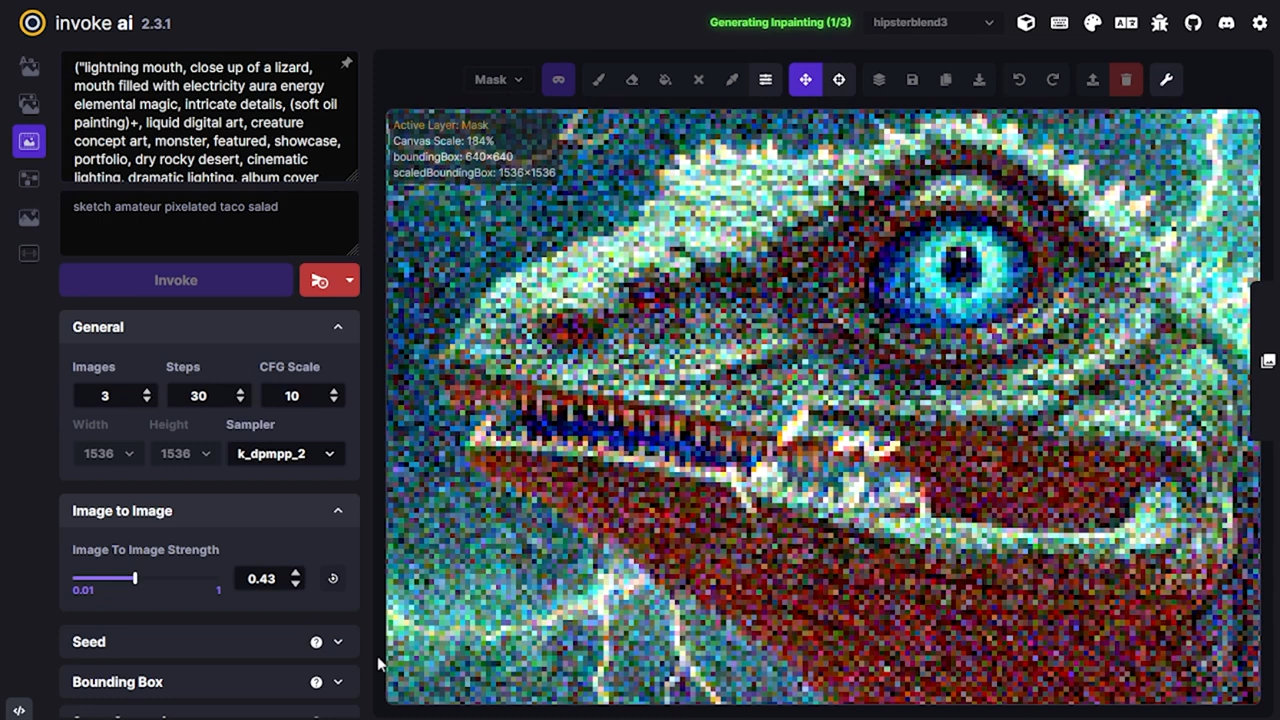 invoke ai 2.3.1
Generating Inpainting (1/3)
hipsterblend3
("lightning mouth, close up of a lizard,
mouth filled with electricity aura energy
elemental magic, intricate details, (soft oil
painting)+, liquid digital art, creature
concept art, monster, featured, showcase,
portfolio, dry rocky desert, cinematic
lighting, dramatic lighting, album cover
sketch amateur pixelated taco salad
Invoke
Mask
Active Layer: Mask
Canvas Scale: 184%
boundingBox: 640×640
scaledBoundingBox: 1536×1536
General
Images Steps CFG Scale
3 30 10
Width Height Sampler
1536 1536 k_dpmpp_2
Image to Image
Image To Image Strength
0.43
0.01 1
Seed
Bounding Box